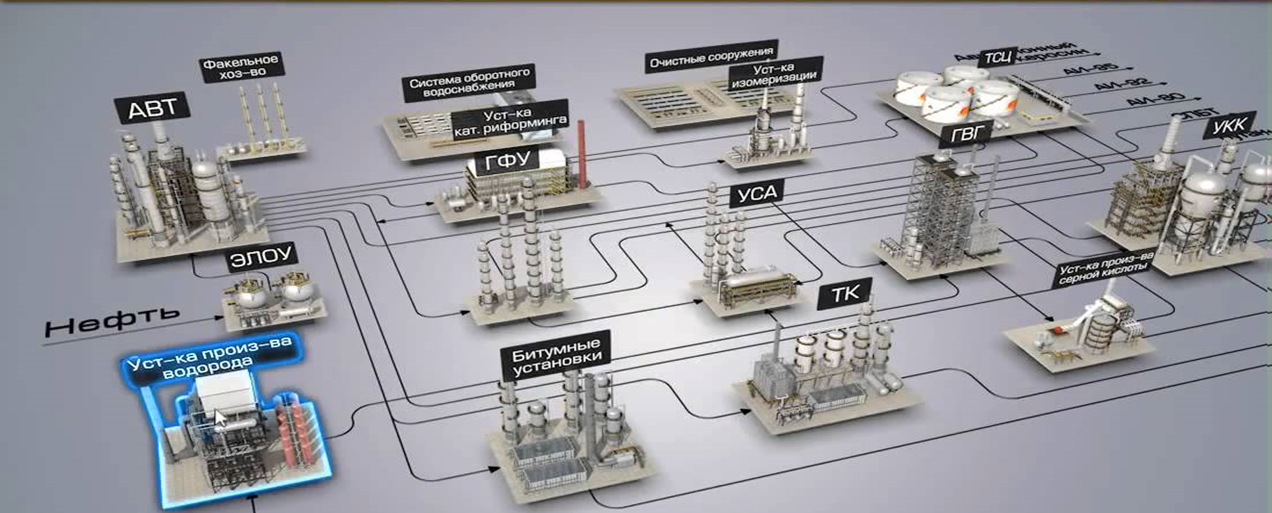 Факельное
хоз-во
АВТ
Система оборотного
водоснабжения
Уст-ка
кат. риформинга
ГФУ
Очистные сооружения
Уст-ка
изомеризации
ТСЦ
АИ-95
АИ-92
АИ-80
ГВГ
УКК
УСА
ЭЛОУ
Нефть
Уст-ка произ-ва
серной кислоты
ТК
Уст-ка произ-ва
водорода
Битумные
установки